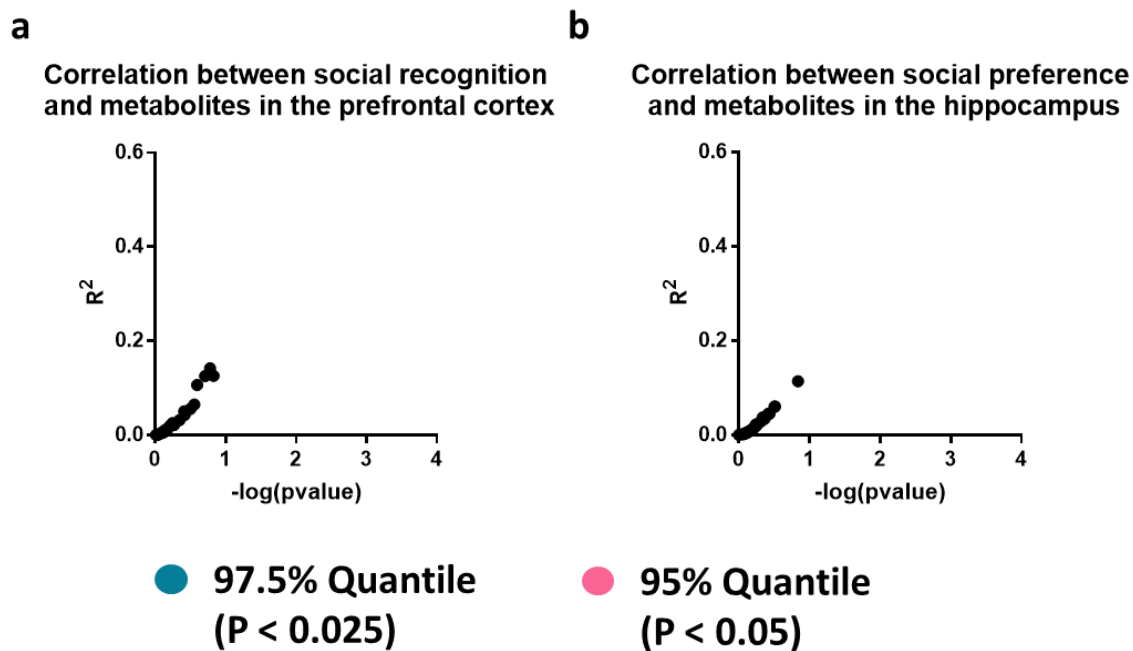 a
Correlation between social recognition
and metabolites in the prefrontal cortex
0.6
0.4
0.2
0.0
R²
0 1 2 3 4
-log(pvalue)
b
Correlation between social preference
and metabolites in the hippocampus
0.6
0.4
0.2
0.0
R²
0 1 2 3 4
-log(pvalue)
97.5% Quantile
(P < 0.025)
95% Quantile
(P < 0.05)